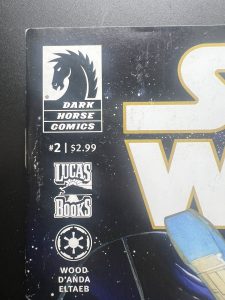 DARK
HORSE
COMICS
#2 | $2.99
LUCAS
BOOKS
WOOD
D'ANDA
ELTAEB